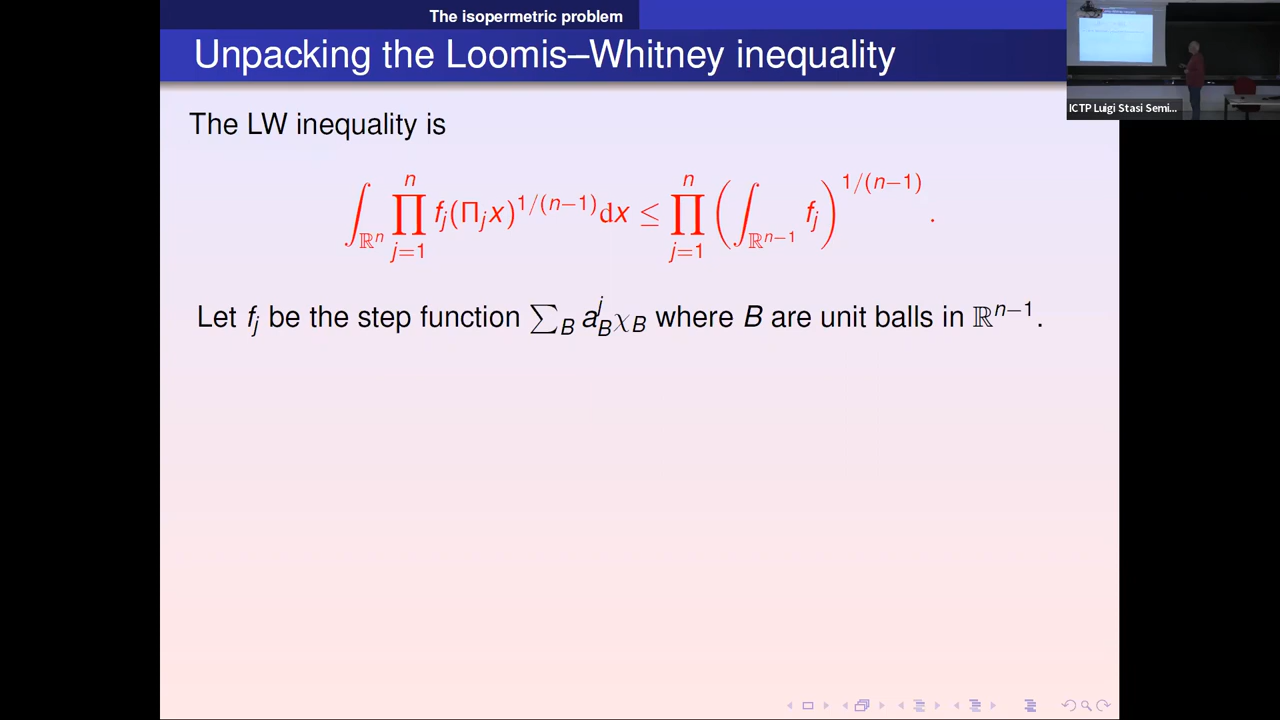 The isopermetric problem
Unpacking the Loomis–Whitney inequality
ICTP Luigi Stasi Semi...
The LW inequality is
∫_{ℝⁿ} ∏_{j=1}^{n} f_j(Π_j x)^{1/(n−1)} dx ≤ ∏_{j=1}^{n} (∫_{ℝ^{n−1}} f_j)^{1/(n−1)}.
Let f_j be the step function ∑_B a_B^j χ_B where B are unit balls in ℝ^{n−1}.